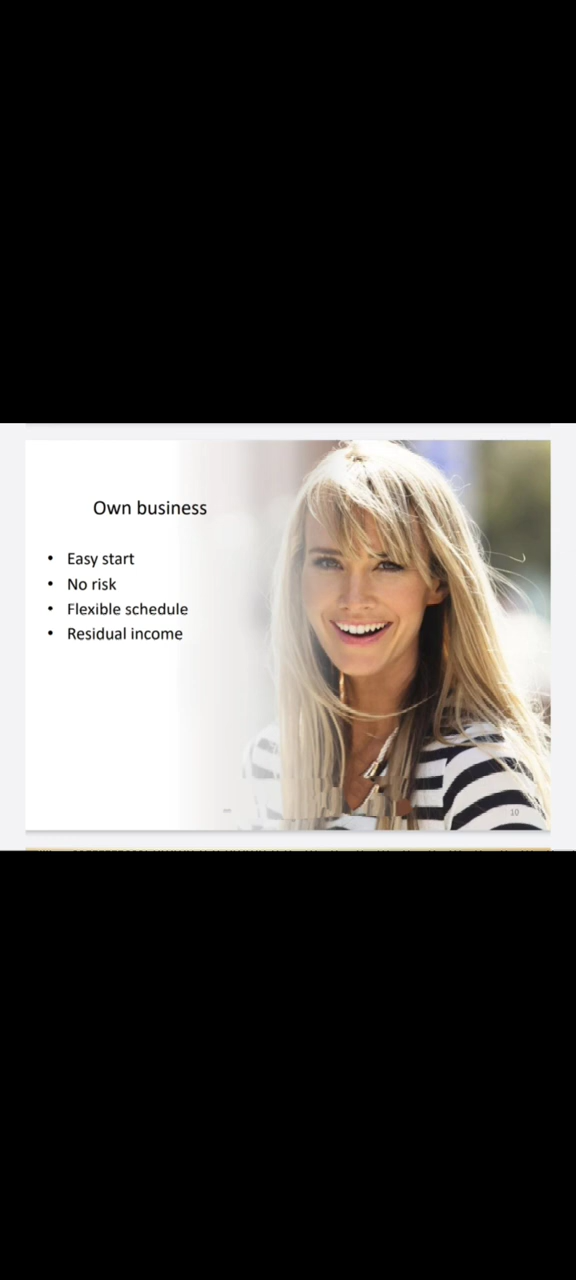 Own business
• Easy start
• No risk
• Flexible schedule
• Residual income
10